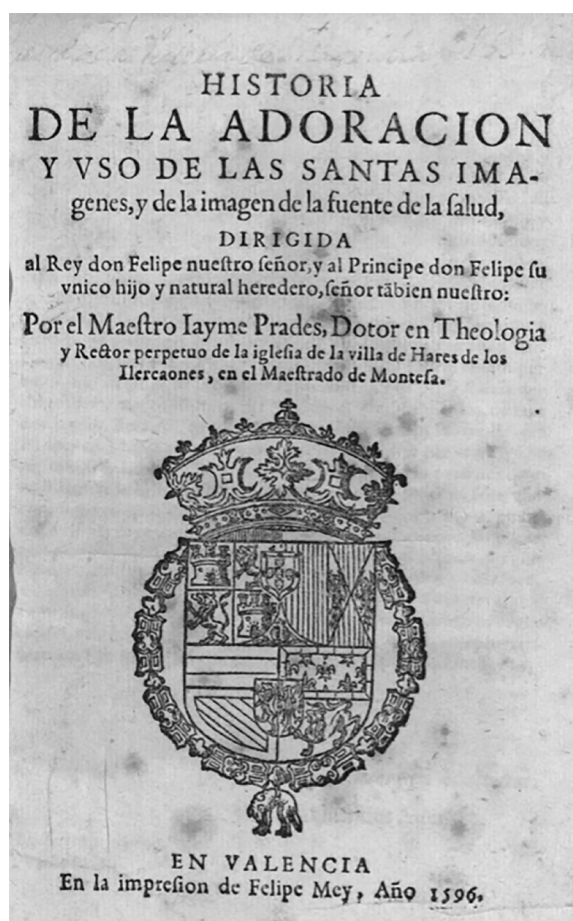 HISTORIA
DE LA ADORACION
Y VSO DE LAS SANTAS IMA-
genes, y de la imagen de la fuente de la ſalud,
DIRIGIDA
al Rey don Felipe nueſtro ſeñor, y al Principe don Felipe ſu
vnico hijo y natural heredero, ſeñor tãbien nueſtro:
Por el Maeſtro Iayme Prades, Dotor en Theologia
y Rector perpetuo de la igleſia de la villa de Hares de los
Ilercaones, en el Maeſtrado de Monteſa.
EN VALENCIA
En la impreſion de Felipe Mey, Año 1596.